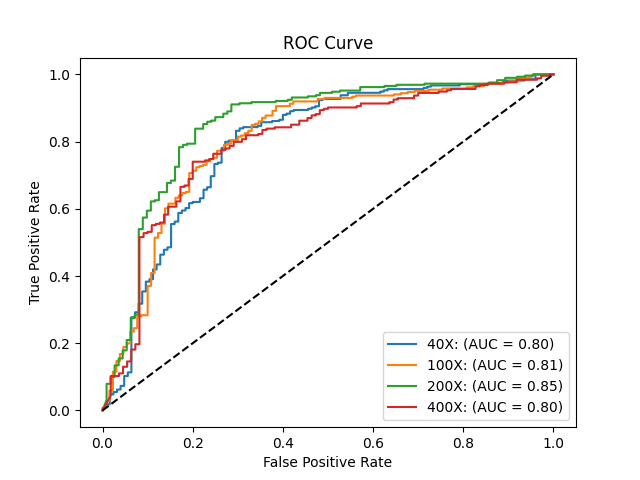 ROC Curve
True Positive Rate
1.0
0.8
0.6
0.4
0.2
0.0
40X: (AUC = 0.80)
100X: (AUC = 0.81)
200X: (AUC = 0.85)
400X: (AUC = 0.80)
0.0 0.2 0.4 0.6 0.8 1.0
False Positive Rate